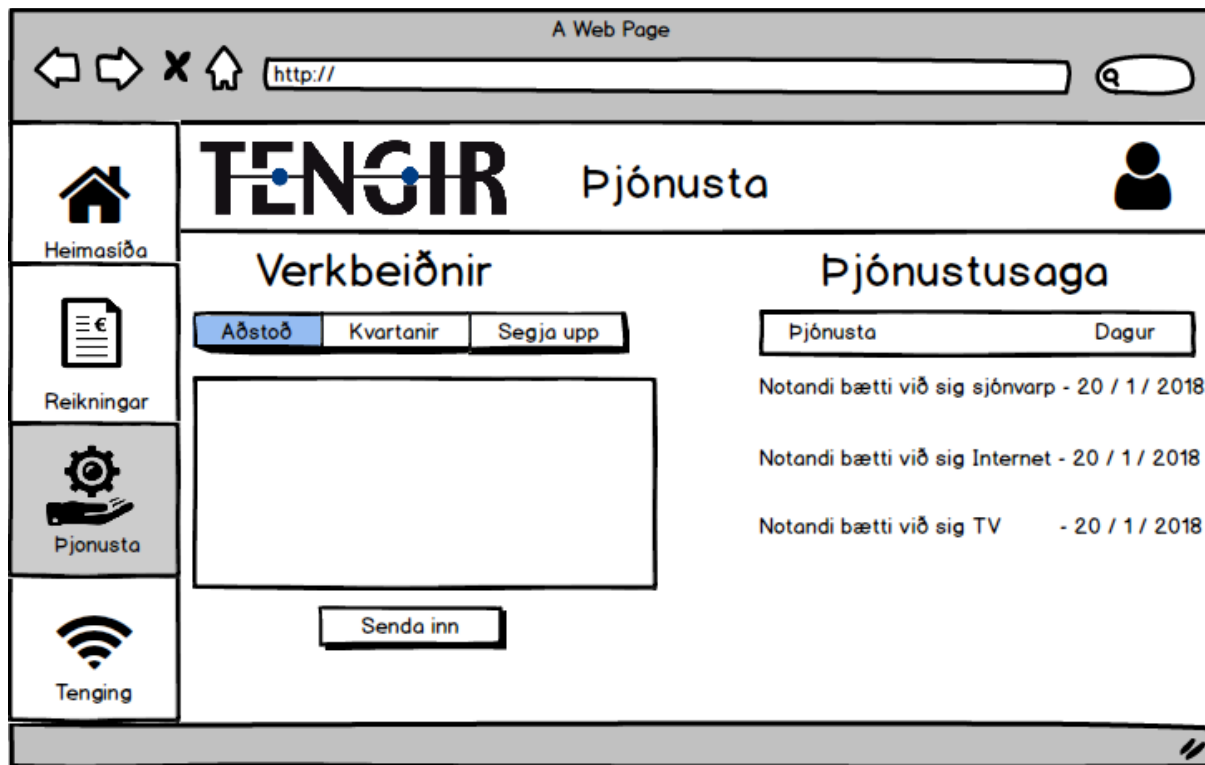 A Web Page
http://
TENGIR
Þjónusta
Heimasíða
Reikningar
Þjonusta
Tenging
Verkbeiðnir
Aðstoð Kvartanir Segja upp
Senda inn
Þjónustusaga
Þjónusta Dagur
Notandi bætti við sig sjónvarp - 20 / 1 / 2018
Notandi bætti við sig Internet - 20 / 1 / 2018
Notandi bætti við sig TV - 20 / 1 / 2018